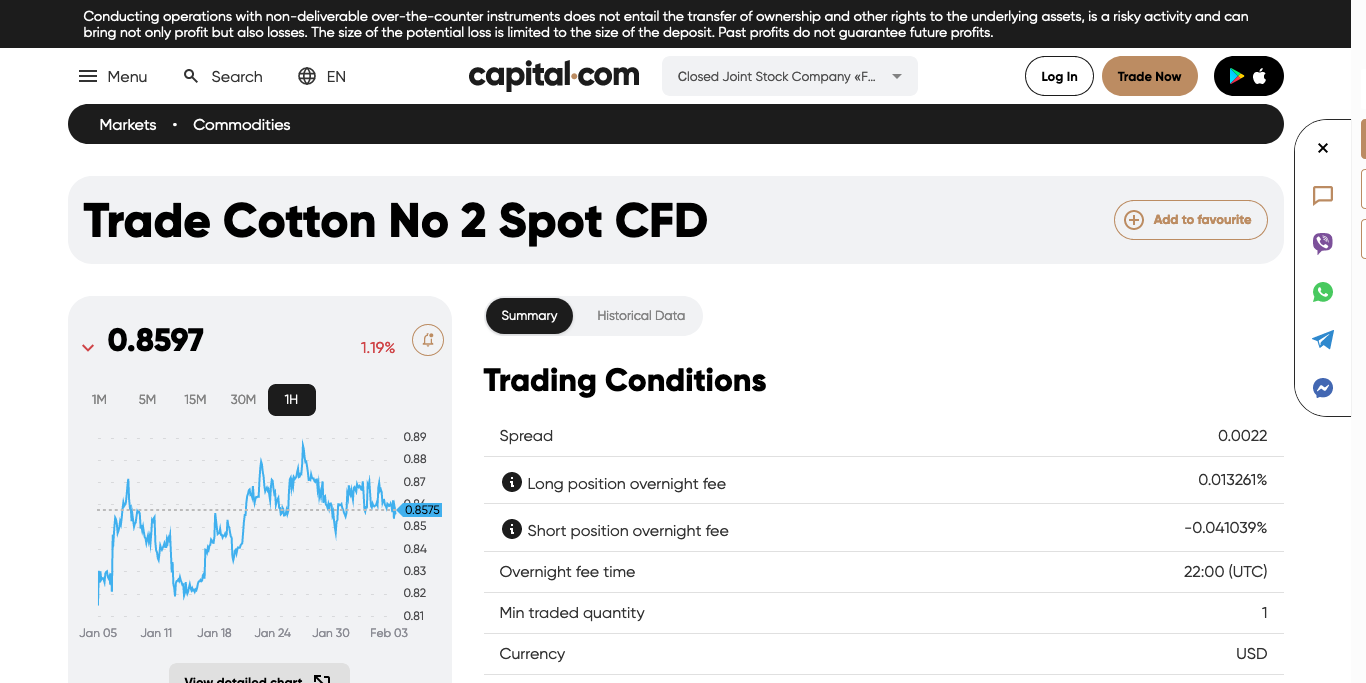 Conducting operations with non-deliverable over-the-counter instruments does not entail the transfer of ownership and other rights to the underlying assets, is a risky activity and can
bring not only profit but also losses. The size of the potential loss is limited to the size of the deposit. Past profits do not guarantee future profits.
Menu Search EN capital.com Closed Joint Stock Company «F... Log In Trade Now
Markets • Commodities
Trade Cotton No 2 Spot CFD
Add to favourite
Summary Historical Data
0.8597 1.19%
1M 5M 15M 30M 1H
0.89
0.88
0.87
0.8575
0.85
0.84
0.83
0.82
0.81
Jan 05 Jan 11 Jan 18 Jan 24 Jan 30 Feb 03
View detailed chart
Trading Conditions
Spread 0.0022
Long position overnight fee 0.013261%
Short position overnight fee -0.041039%
Overnight fee time 22:00 (UTC)
Min traded quantity 1
Currency USD